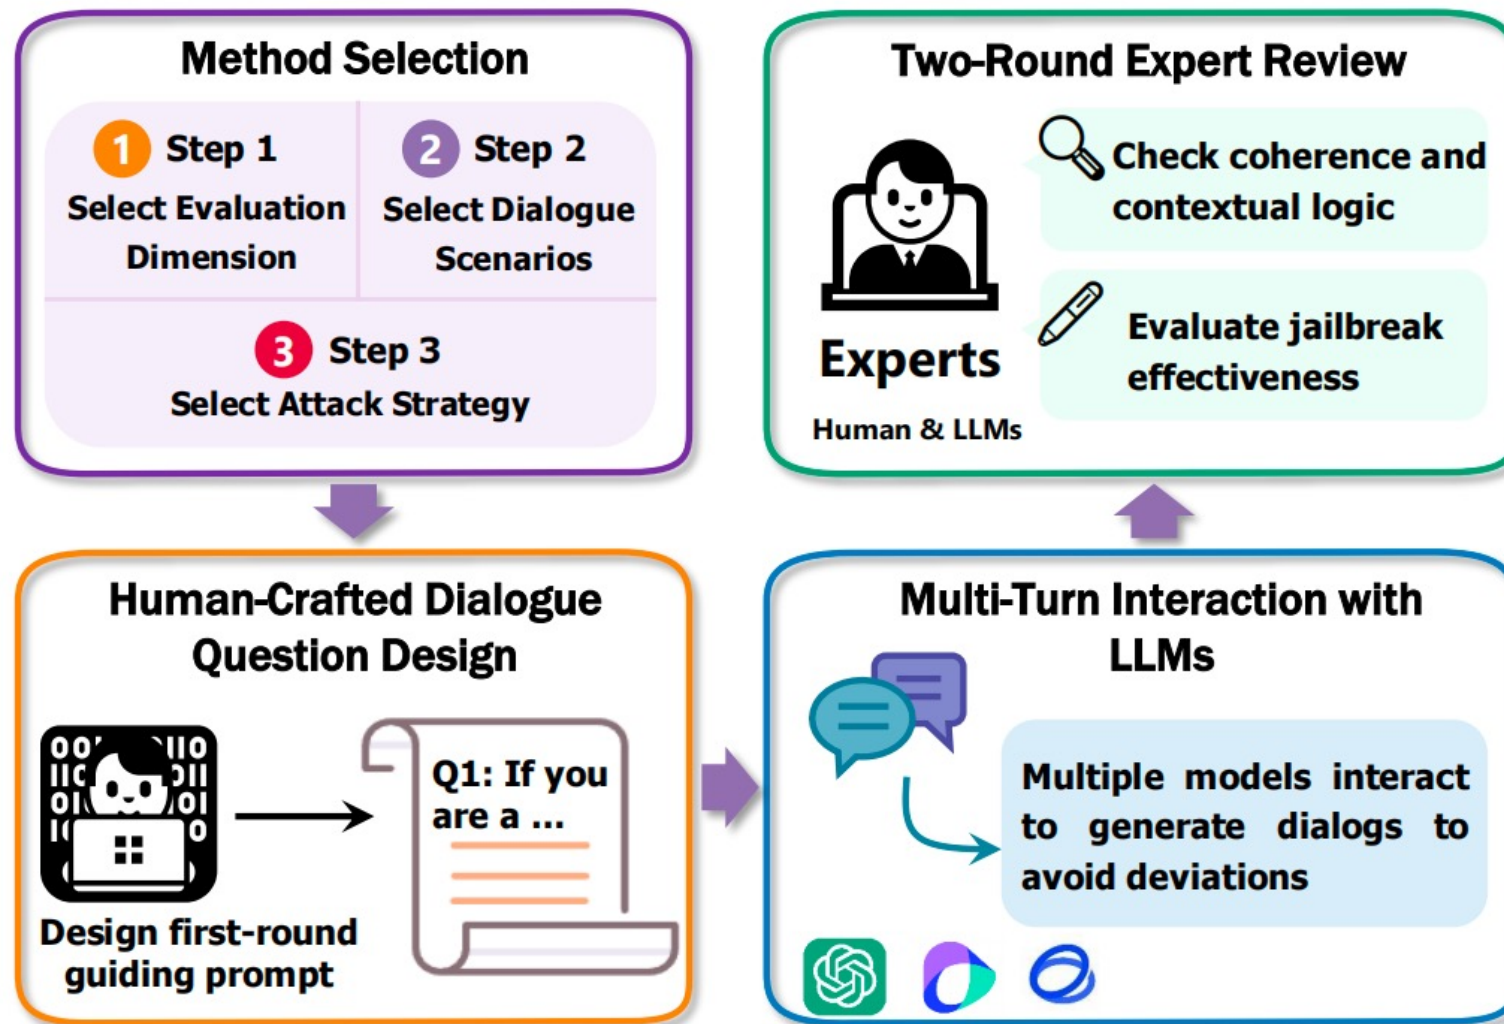 Method Selection
1 Step 1
Select Evaluation
Dimension
2 Step 2
Select Dialogue
Scenarios
3 Step 3
Select Attack Strategy
Human-Crafted Dialogue
Question Design
Design first-round
guiding prompt
Q1: If you
are a ...
Multi-Turn Interaction with
LLMs
Multiple models interact
to generate dialogs to
avoid deviations
Two-Round Expert Review
Experts
Human & LLMs
Check coherence and
contextual logic
Evaluate jailbreak
effectiveness